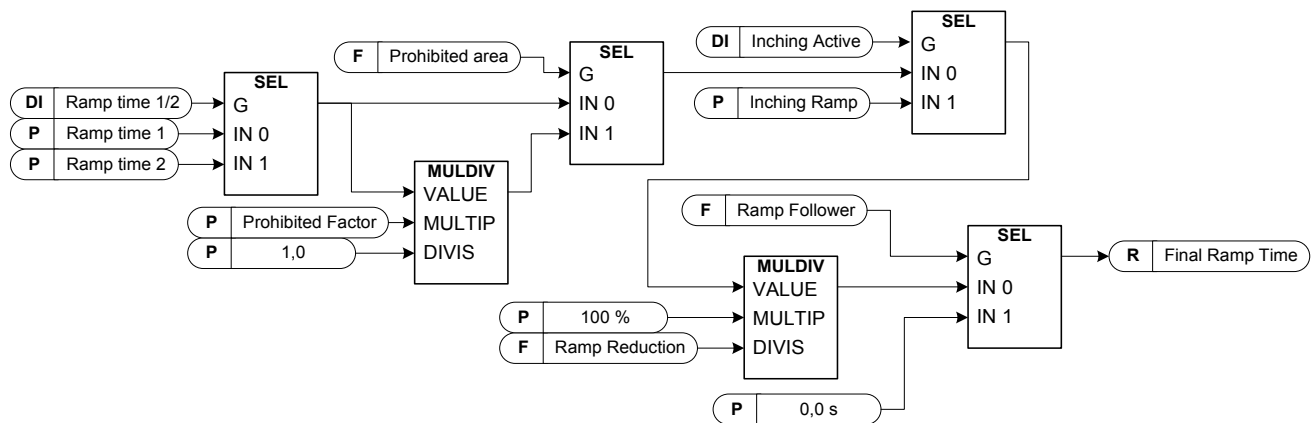 DI Ramp time 1/2
P Ramp time 1
P Ramp time 2
SEL
G
IN 0
IN 1
P Prohibited Factor
P 1,0
MULDIV
VALUE
MULTIP
DIVIS
F Prohibited area
SEL
G
IN 0
IN 1
DI Inching Active
P Inching Ramp
SEL
G
IN 0
IN 1
P 100 %
F Ramp Reduction
MULDIV
VALUE
MULTIP
DIVIS
F Ramp Follower
P 0,0 s
SEL
G
IN 0
IN 1
R Final Ramp Time